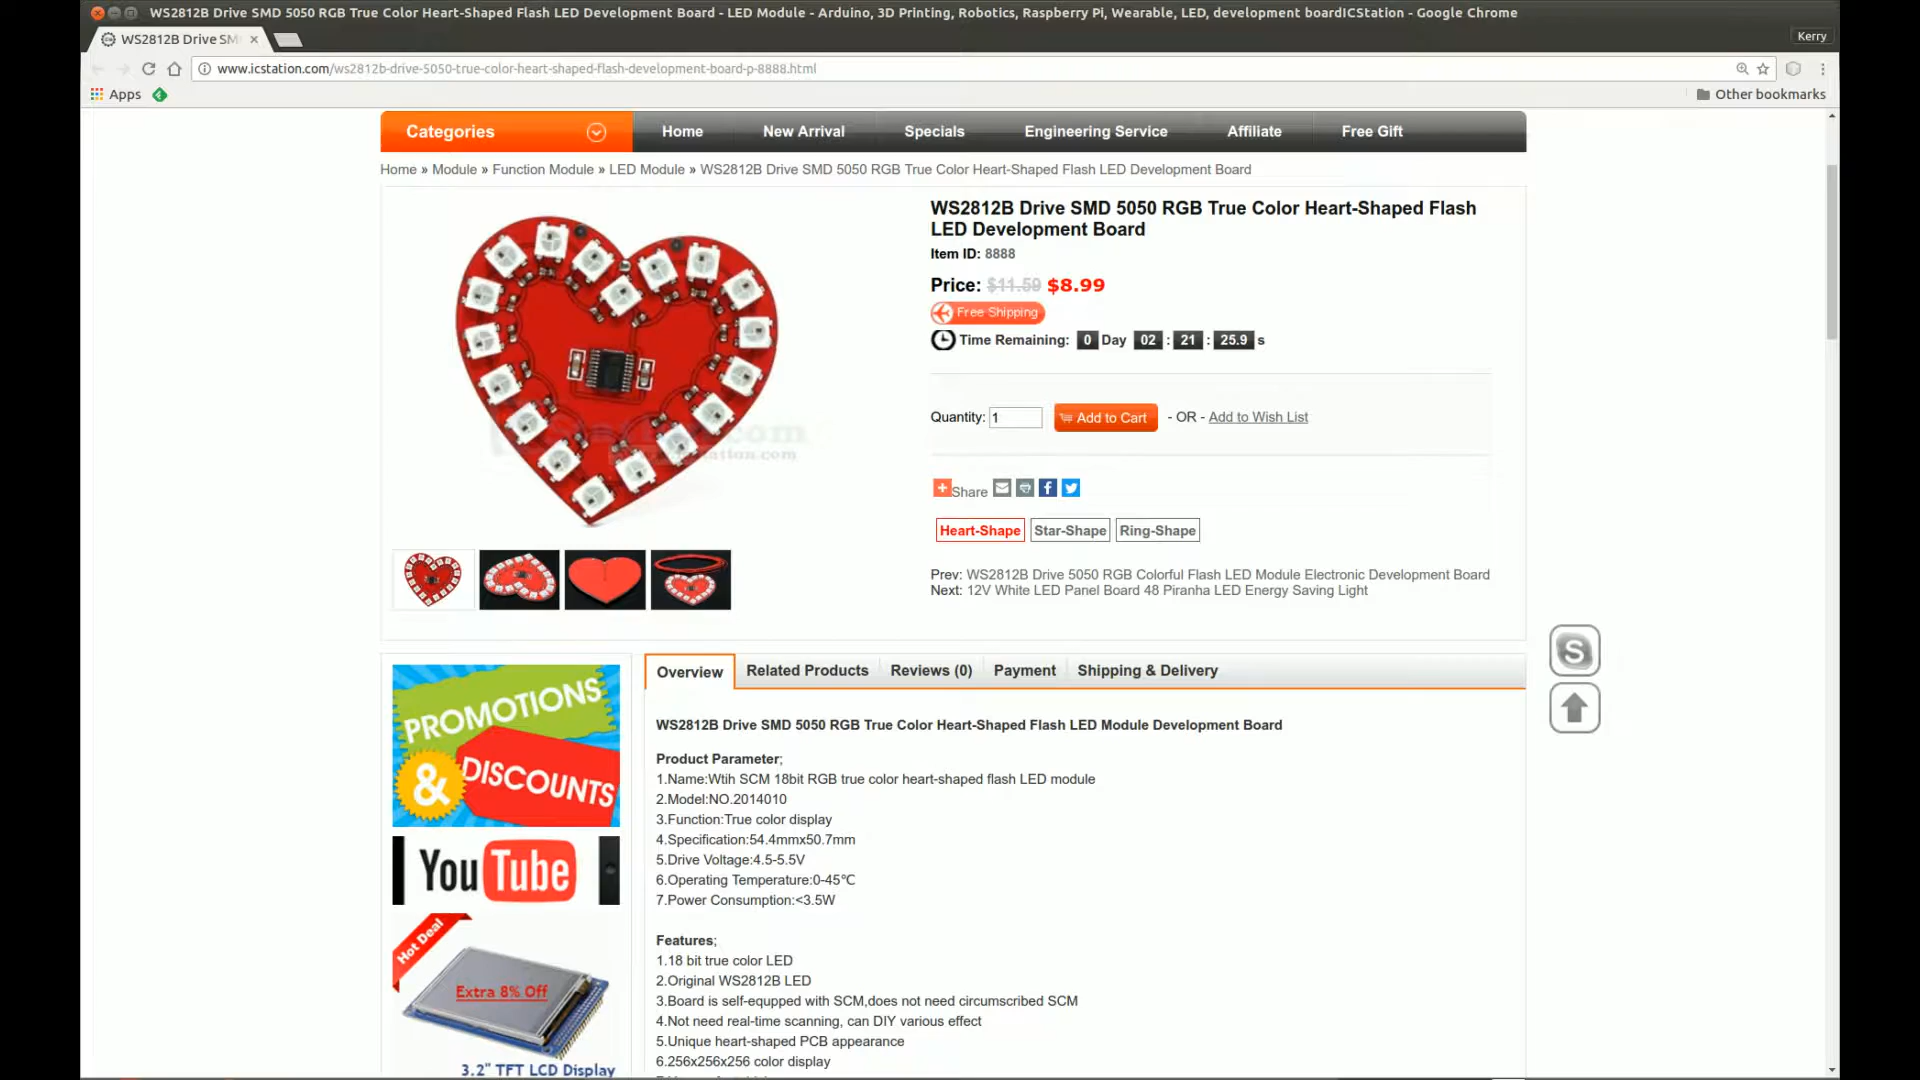 WS2812B Drive SMD 5050 RGB True Color Heart-Shaped Flash LED Development Board - LED Module - Arduino, 3D Printing, Robotics, Raspberry Pi, Wearable, LED, development boardICStation - Google Chrome
WS2812B Drive SM
Kerry
www.icstation.com/ws2812b-drive-5050-true-color-heart-shaped-flash-development-board-p-8888.html
Apps
Other bookmarks
Categories
Home
New Arrival
Specials
Engineering Service
Affiliate
Free Gift
Home » Module » Function Module » LED Module » WS2812B Drive SMD 5050 RGB True Color Heart-Shaped Flash LED Development Board
WS2812B Drive SMD 5050 RGB True Color Heart-Shaped Flash
LED Development Board
Item ID: 8888
Price: $11.59 $8.99
Free Shipping
Time Remaining: 0 Day 02 : 21 : 25.9 s
Quantity: 1 Add to Cart - OR - Add to Wish List
Share
Heart-Shape Star-Shape Ring-Shape
Prev: WS2812B Drive 5050 RGB Colorful Flash LED Module Electronic Development Board
Next: 12V White LED Panel Board 48 Piranha LED Energy Saving Light
PROMOTIONS
& DISCOUNTS
YouTube
Hot Deal
Extra 8% Off
3.2" TFT LCD Display
Overview
Related Products
Reviews (0)
Payment
Shipping & Delivery
WS2812B Drive SMD 5050 RGB True Color Heart-Shaped Flash LED Module Development Board
Product Parameter;
1.Name:Wtih SCM 18bit RGB true color heart-shaped flash LED module
2.Model:NO.2014010
3.Function:True color display
4.Specification:54.4mmx50.7mm
5.Drive Voltage:4.5-5.5V
6.Operating Temperature:0-45℃
7.Power Consumption:<3.5W
Features;
1.18 bit true color LED
2.Original WS2812B LED
3.Board is self-equpped with SCM,does not need circumscribed SCM
4.Not need real-time scanning, can DIY various effect
5.Unique heart-shaped PCB appearance
6.256x256x256 color display